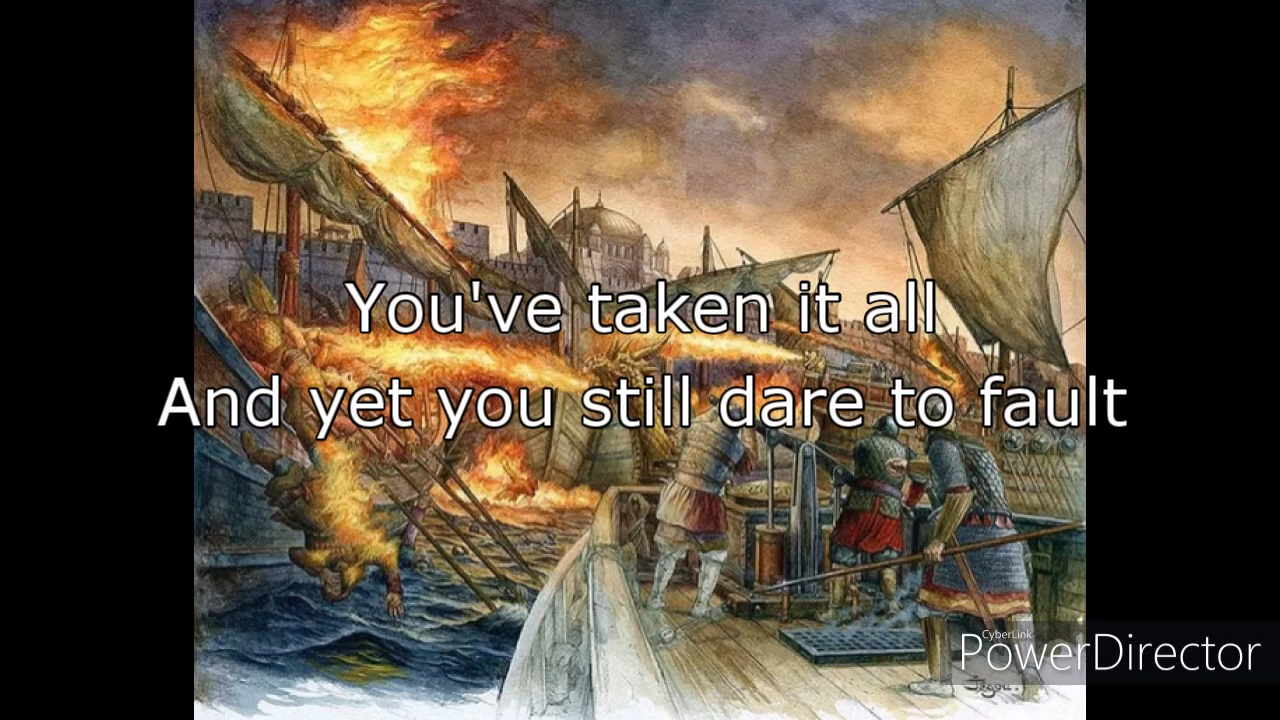 You've taken it all
And yet you still dare to fault
CyberLink
PowerDirector